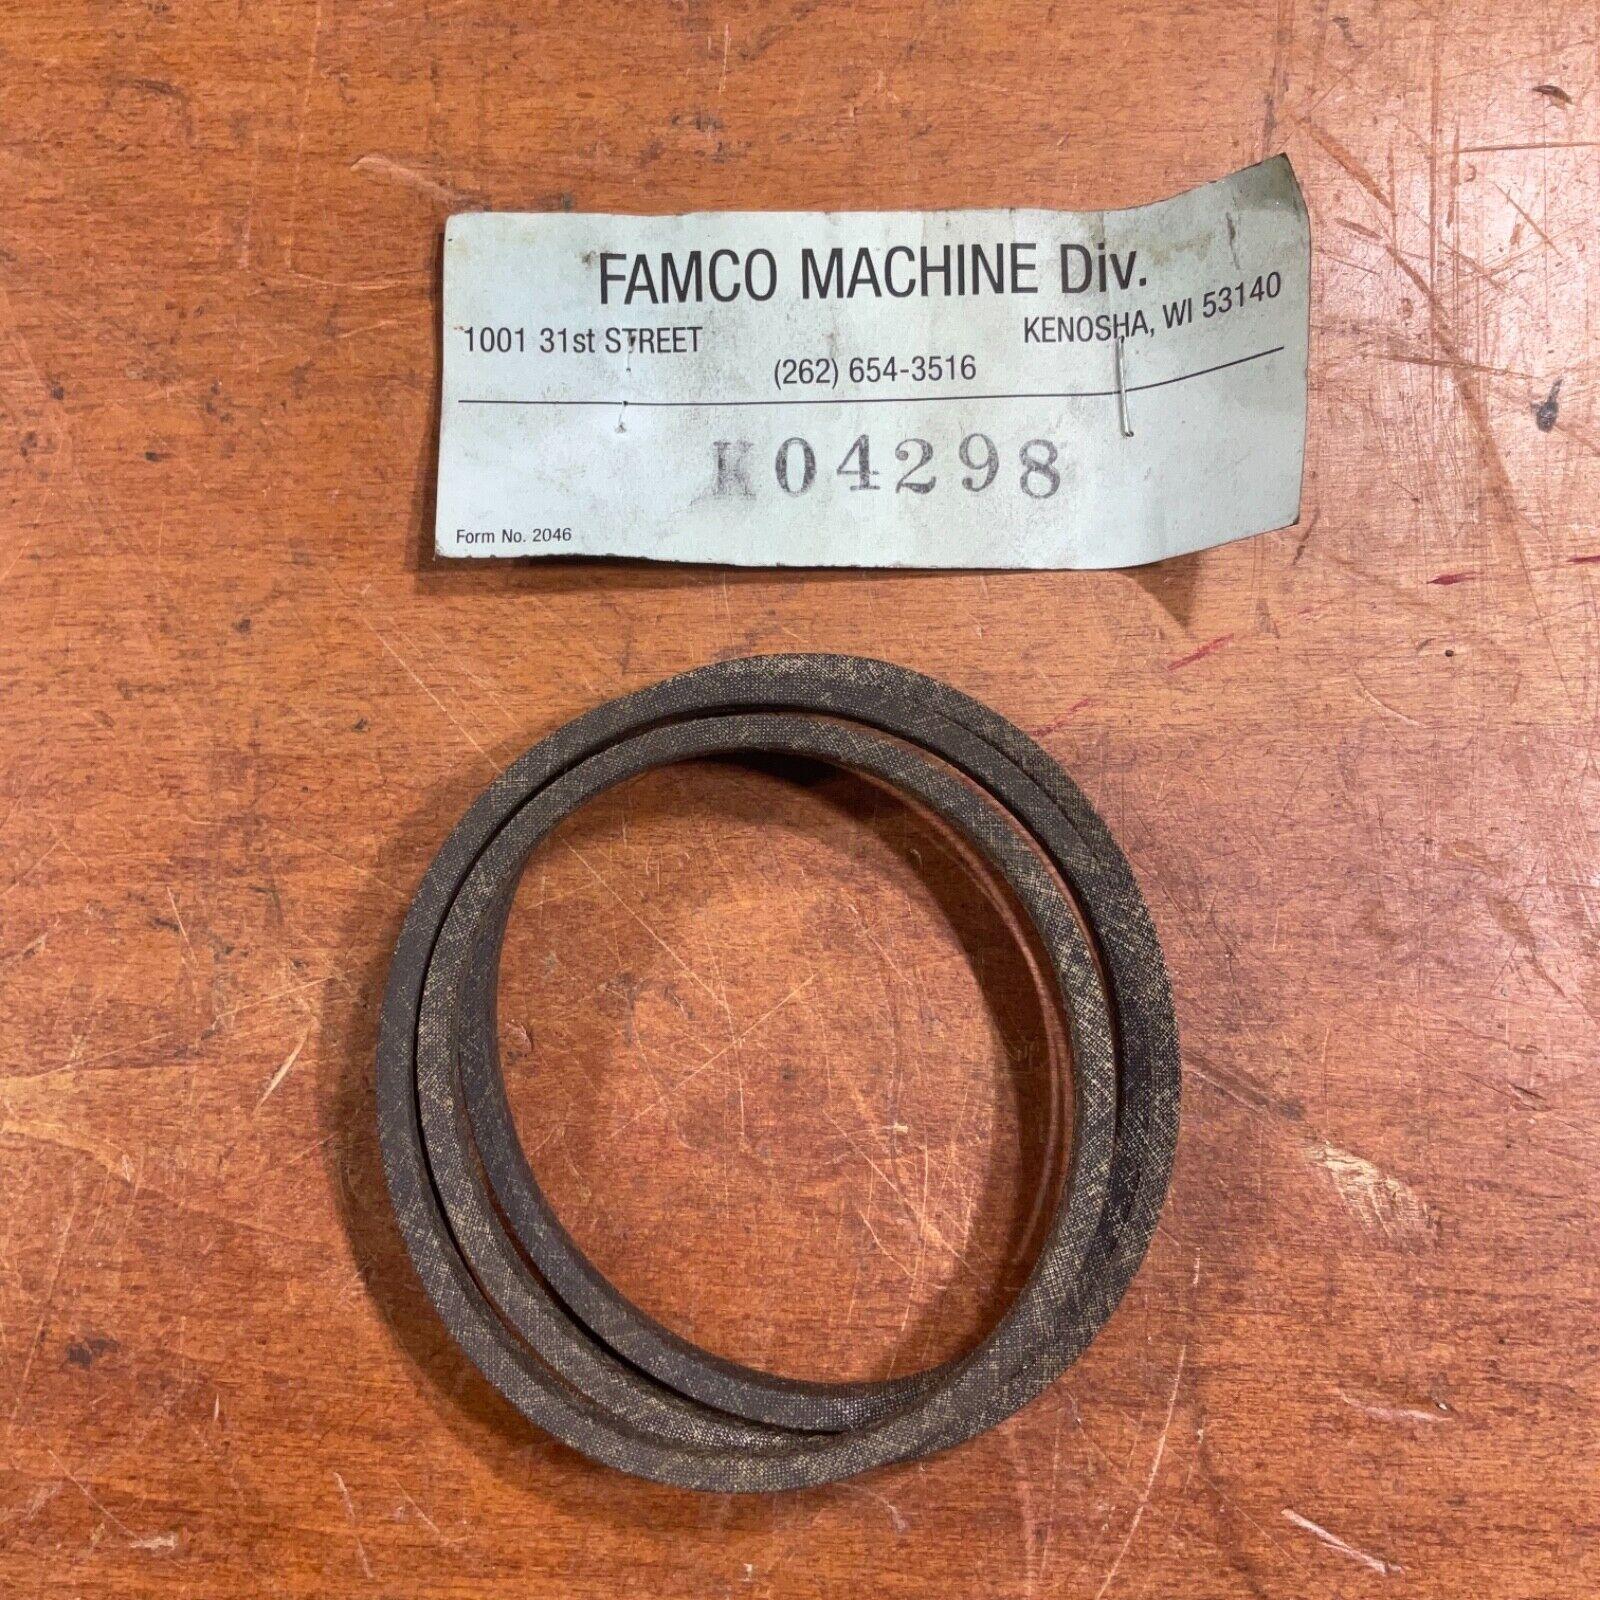 FAMCO MACHINE Div.
1001 31st STREET
KENOSHA, WI 53140
(262) 654-3516
K04298
Form No. 2046